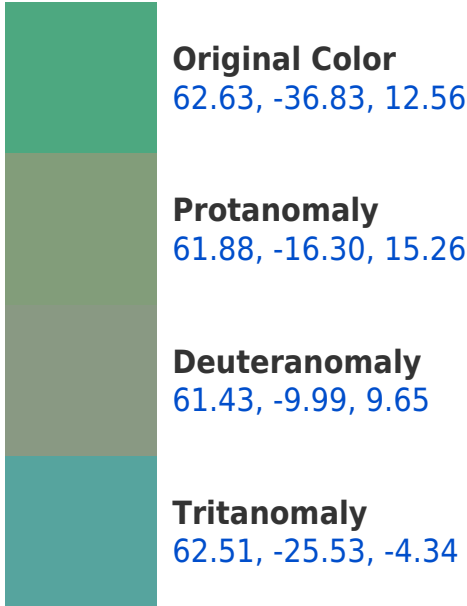 Original Color
62.63, -36.83, 12.56
Protanomaly
61.88, -16.30, 15.26
Deuteranomaly
61.43, -9.99, 9.65
Tritanomaly
62.51, -25.53, -4.34